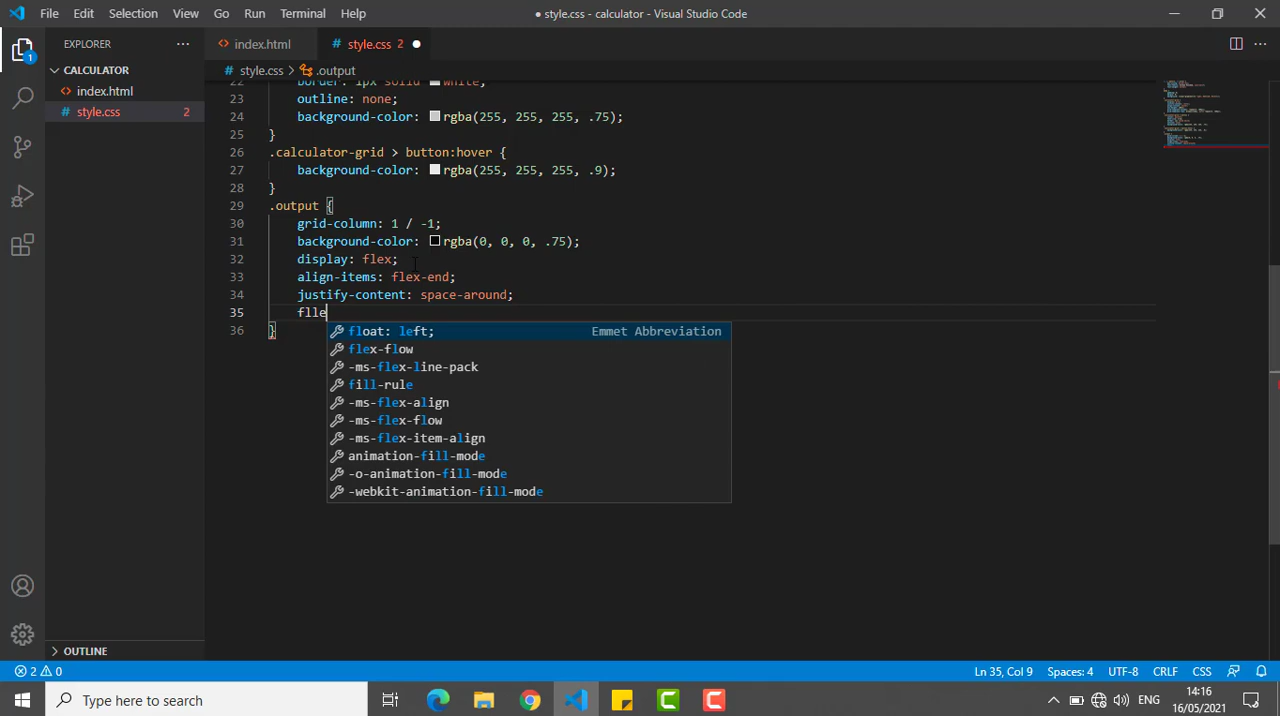 File Edit Selection View Go Run Terminal Help ● style.css - calculator - Visual Studio Code
EXPLORER ··· <> index.html # style.css 2 ●
CALCULATOR # style.css > .output
<> index.html
# style.css 2
1
22 border: 1px solid white;
23 outline: none;
24 background-color: rgba(255, 255, 255, .75);
25 }
26 .calculator-grid > button:hover {
27 background-color: rgba(255, 255, 255, .9);
28 }
29 .output {
30 grid-column: 1 / -1;
31 background-color: rgba(0, 0, 0, .75);
32 display: flex;
33 align-items: flex-end;
34 justify-content: space-around;
35 flle
36 }
float: left; Emmet Abbreviation
flex-flow
-ms-flex-line-pack
fill-rule
-ms-flex-align
-ms-flex-flow
-ms-flex-item-align
animation-fill-mode
-o-animation-fill-mode
-webkit-animation-fill-mode
OUTLINE
2 0 Ln 35, Col 9 Spaces: 4 UTF-8 CRLF CSS
Type here to search ENG 14:16
16/05/2021